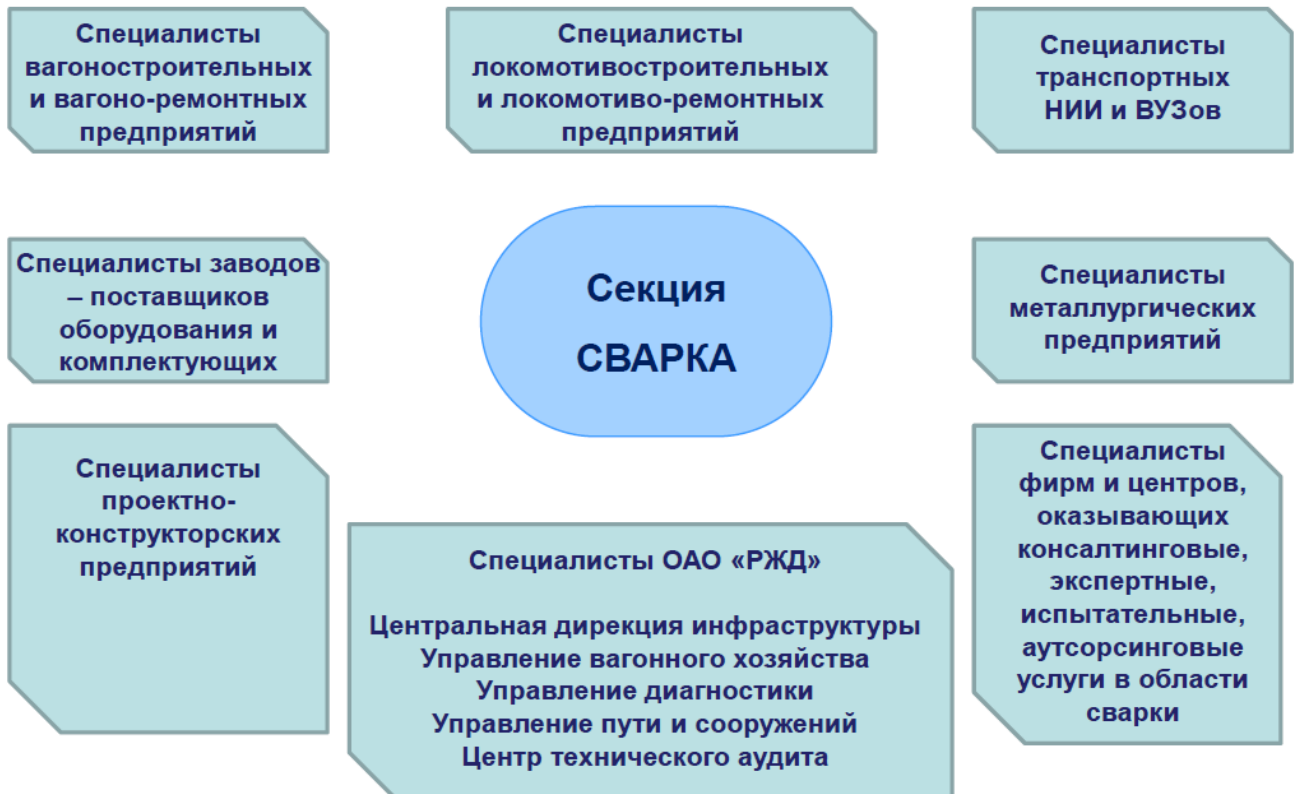 Специалисты
вагоностроительных
и вагоно-ремонтных
предприятий
Специалисты
локомотивостроительных
и локомотиво-ремонтных
предприятий
Специалисты
транспортных
НИИ и ВУЗов
Специалисты заводов
– поставщиков
оборудования и
комплектующих
Секция
СВАРКА
Специалисты
металлургических
предприятий
Специалисты
проектно-
конструкторских
предприятий
Специалисты ОАО «РЖД»
Центральная дирекция инфраструктуры
Управление вагонного хозяйства
Управление диагностики
Управление пути и сооружений
Центр технического аудита
Специалисты
фирм и центров,
оказывающих
консалтинговые,
экспертные,
испытательные,
аутсорсинговые
услуги в области
сварки